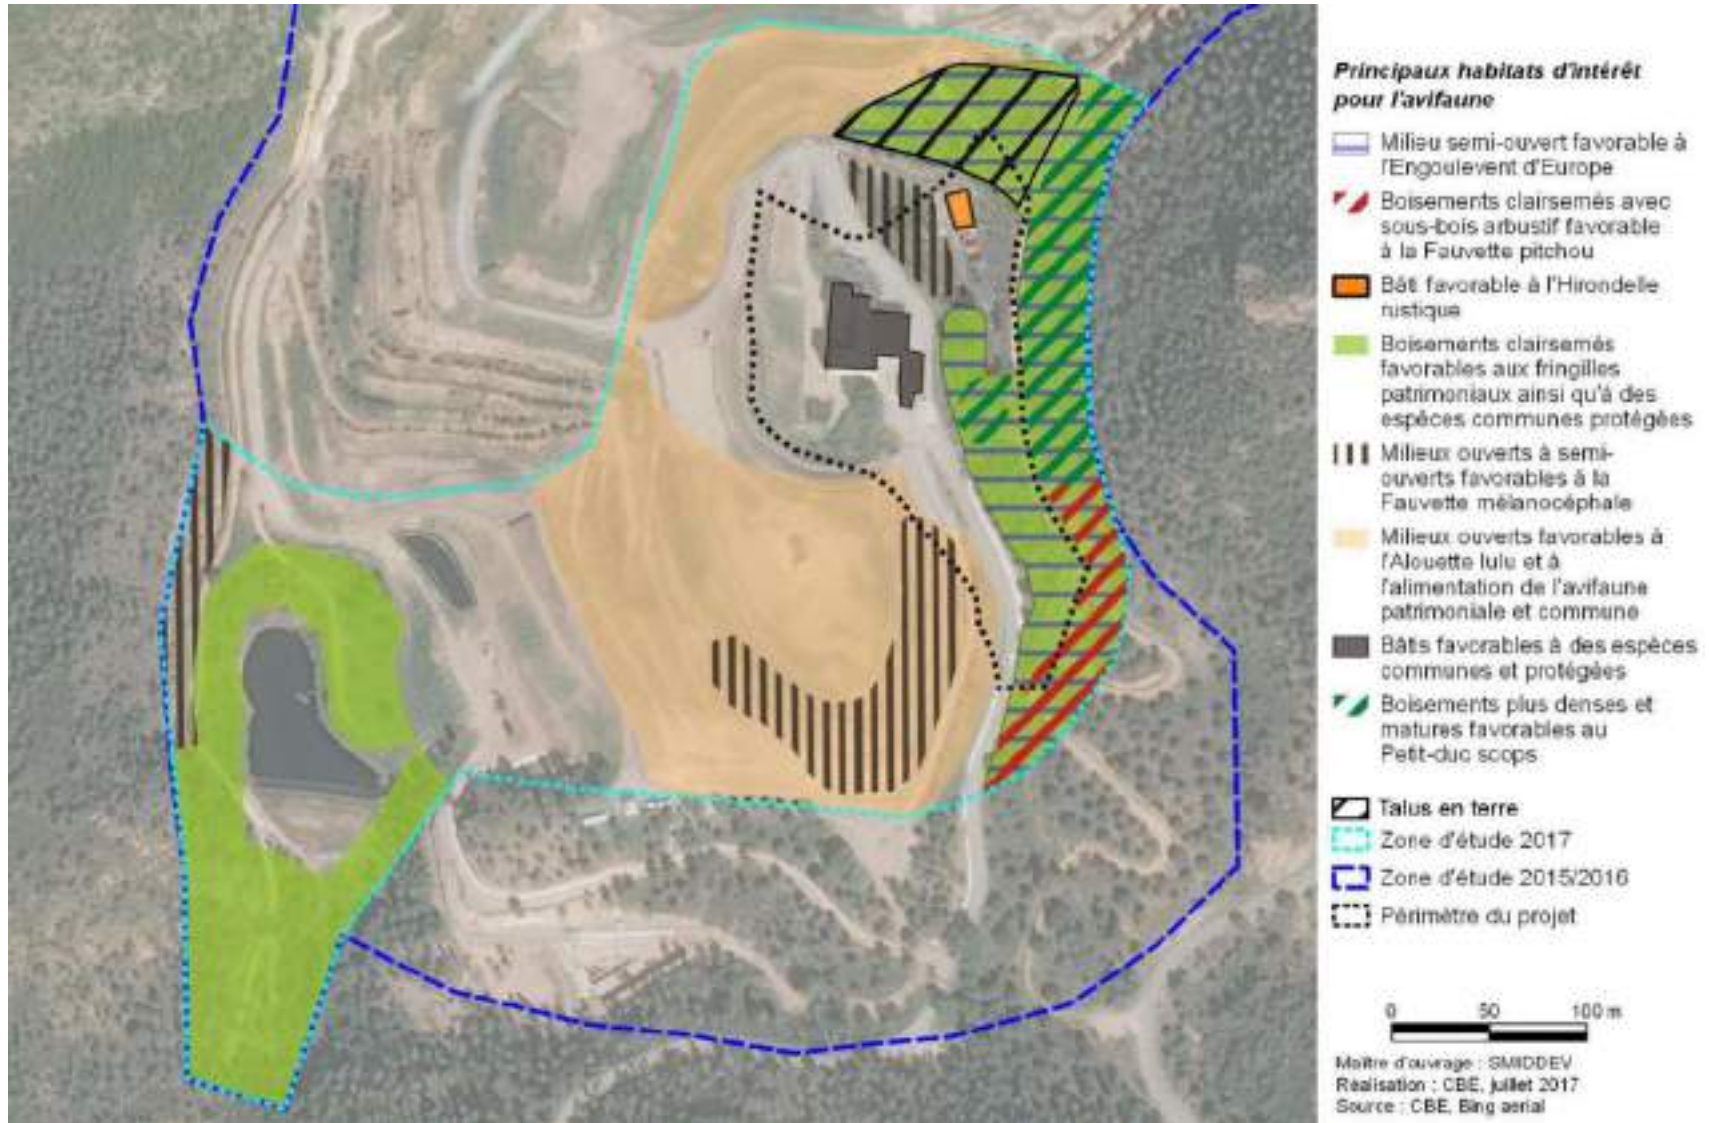 Principaux habitats d'intérêt
pour l'avifaune
Milieu semi-ouvert favorable à
l'Engoulevent d'Europe
Boisements clairsemés avec
sous-bois arbustif favorable
à la Fauvette pitchou
Bâti favorable à l'Hirondelle
rustique
Boisements clairsemés
favorables aux fringilles
patrimoniaux ainsi qu'à des
espèces communes protégées
Milieux ouverts à semi-
ouverts favorables à la
Fauvette mélanocéphale
Milieux ouverts favorables à
l'Alouette lulu et à
l'alimentation de l'avifaune
patrimoniale et commune
Bâtis favorables à des espèces
communes et protégées
Boisements plus denses et
matures favorables au
Petit-duc scops
Talus en terre
Zone d'étude 2017
Zone d'étude 2015/2016
Périmètre du projet
0 50 100 m
Maître d'ouvrage : SMIDDEV
Réalisation : CBE, juillet 2017
Source : CBE, Bing aerial